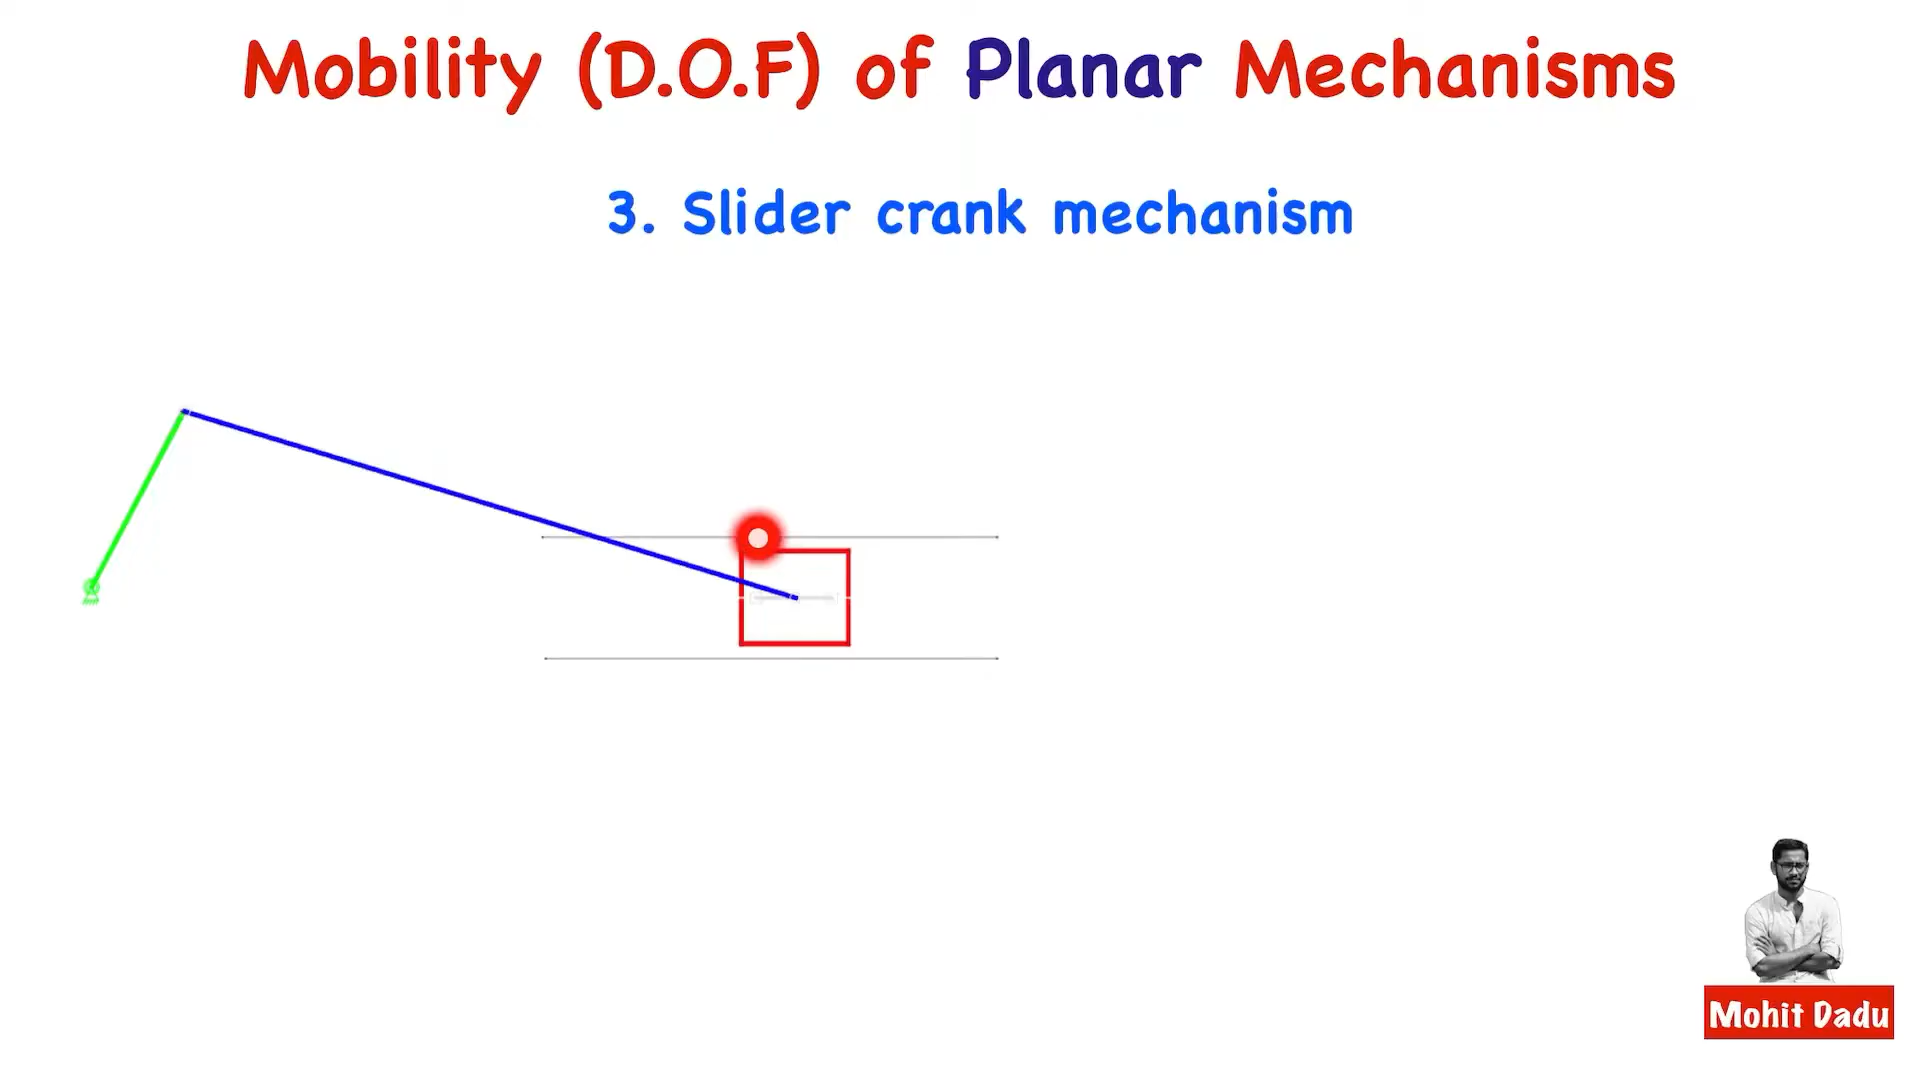 Mobility (D.O.F) of Planar Mechanisms
3. Slider crank mechanism
Mohit Dadu